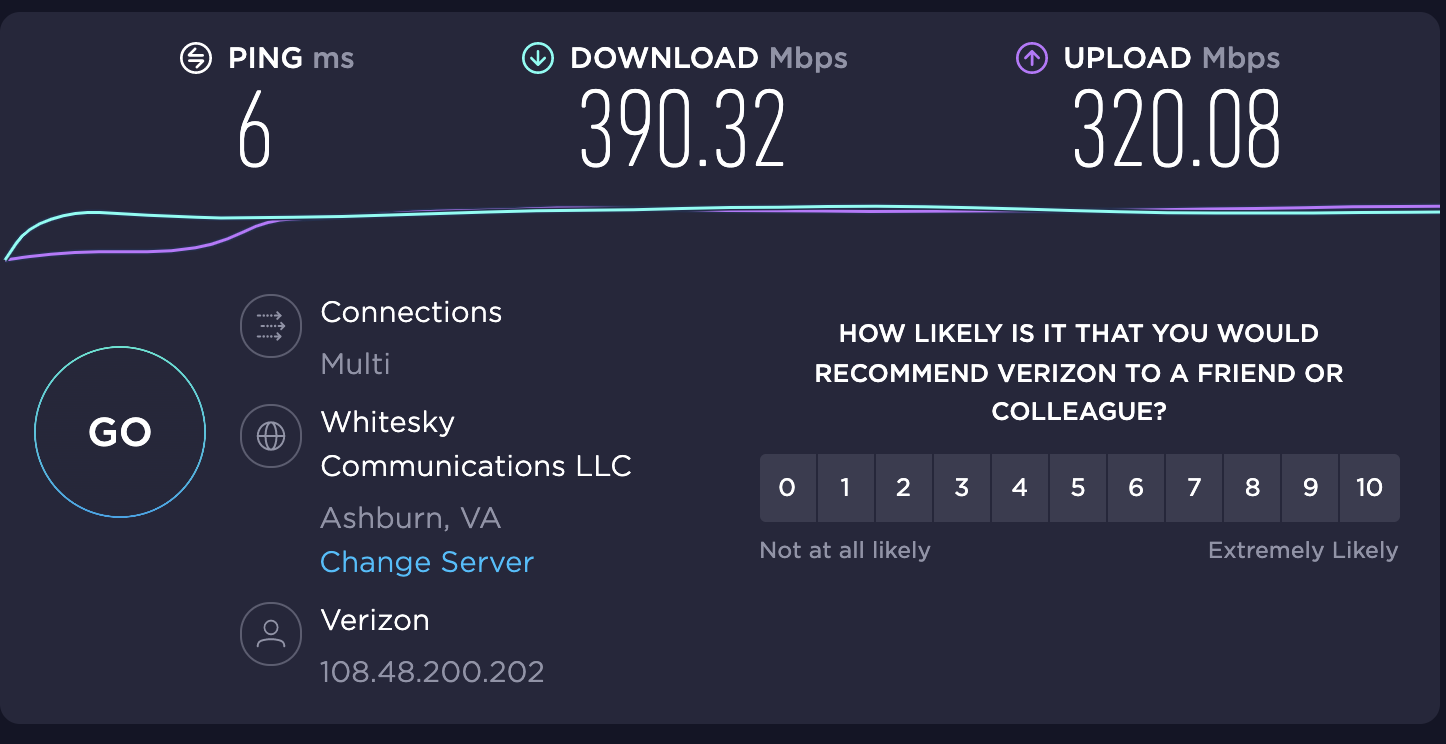 PING ms
6
DOWNLOAD Mbps
390.32
UPLOAD Mbps
320.08
GO
Connections
Multi
Whitesky
Communications LLC
Ashburn, VA
Change Server
Verizon
108.48.200.202
HOW LIKELY IS IT THAT YOU WOULD
RECOMMEND VERIZON TO A FRIEND OR
COLLEAGUE?
0 1 2 3 4 5 6 7 8 9 10
Not at all likely Extremely Likely